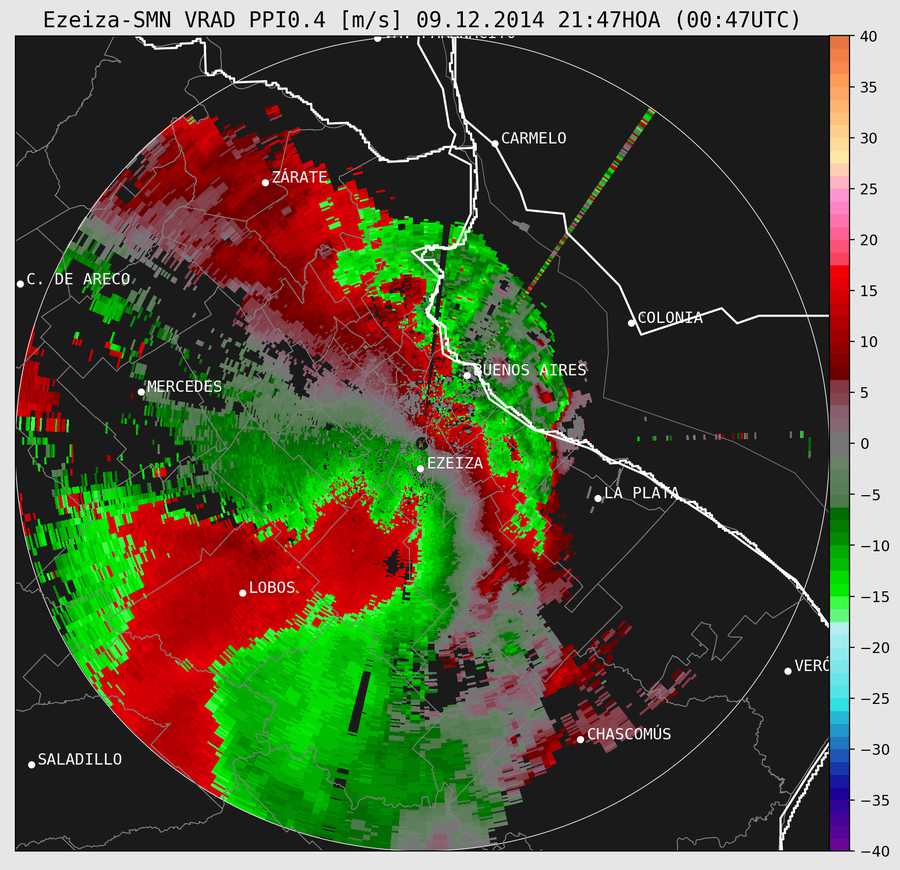 Ezeiza-SMN VRAD PPI0.4 [m/s] 09.12.2014 21:47HOA (00:47UTC)
CARMELO
ZÁRATE
C. DE ARECO
COLONIA
BUENOS AIRES
MERCEDES
EZEIZA
LA PLATA
LOBOS
VERÓ
CHASCOMÚS
SALADILLO
40
35
30
25
20
15
10
5
0
−5
−10
−15
−20
−25
−30
−35
−40